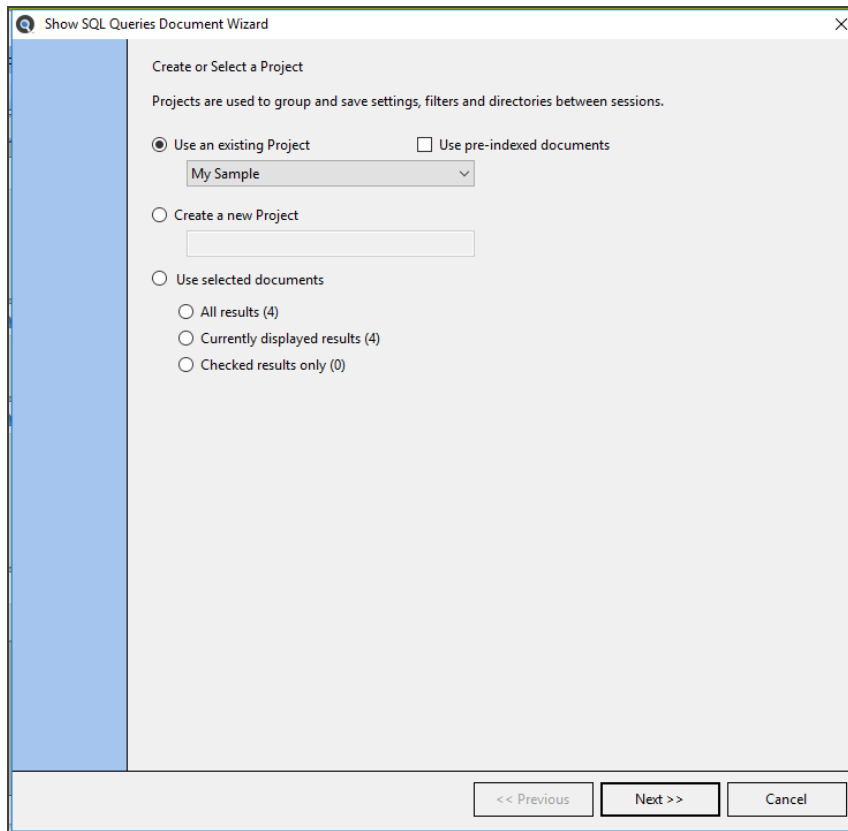 Show SQL Queries Document Wizard
Create or Select a Project
Projects are used to group and save settings, filters and directories between sessions.
Use an existing Project
Use pre-indexed documents
My Sample
Create a new Project
Use selected documents
All results (4)
Currently displayed results (4)
Checked results only (0)
<< Previous
Next >>
Cancel